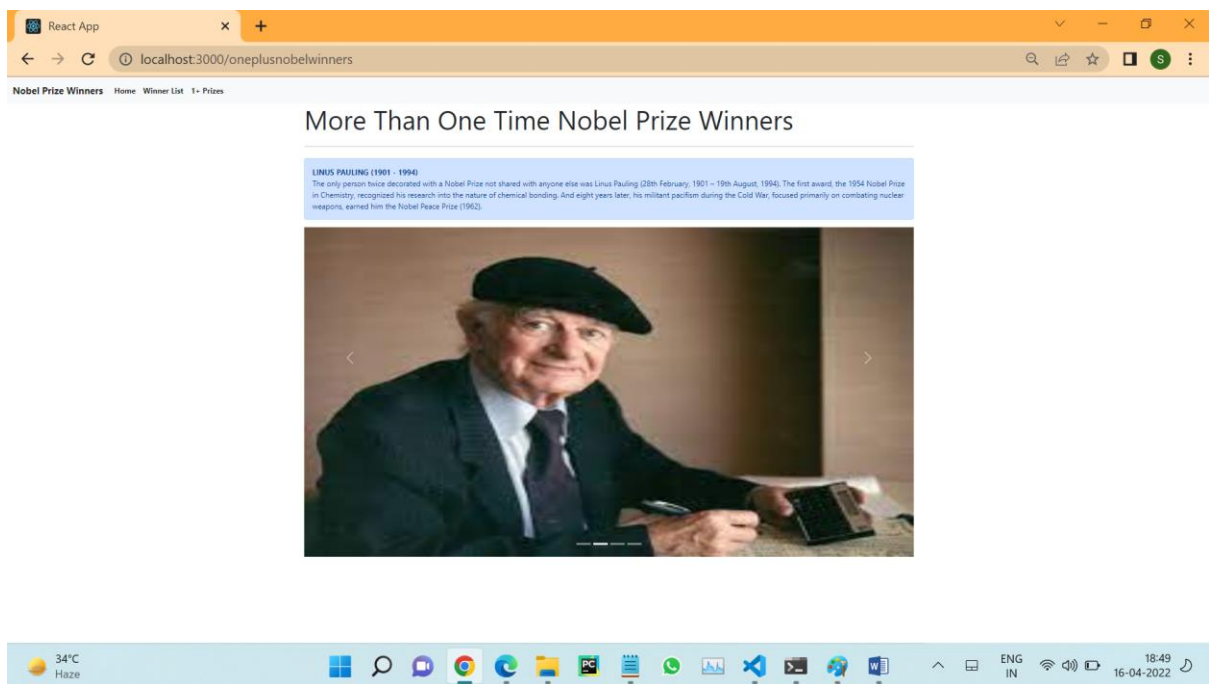 React App
localhost:3000/oneplusnobelwinners
S
Nobel Prize Winners Home Winner List 1+ Prizes
More Than One Time Nobel Prize Winners
LINUS PAULING (1901 - 1994)
The only person twice decorated with a Nobel Prize not shared with anyone else was Linus Pauling (28th February, 1901 – 19th August, 1994). The first award, the 1954 Nobel Prize
in Chemistry, recognized his research into the nature of chemical bonding. And eight years later, his militant pacifism during the Cold War, focused primarily on combating nuclear
weapons, earned him the Nobel Peace Prize (1962).
34°C
Haze
PC
W
ENG
IN
18:49
16-04-2022